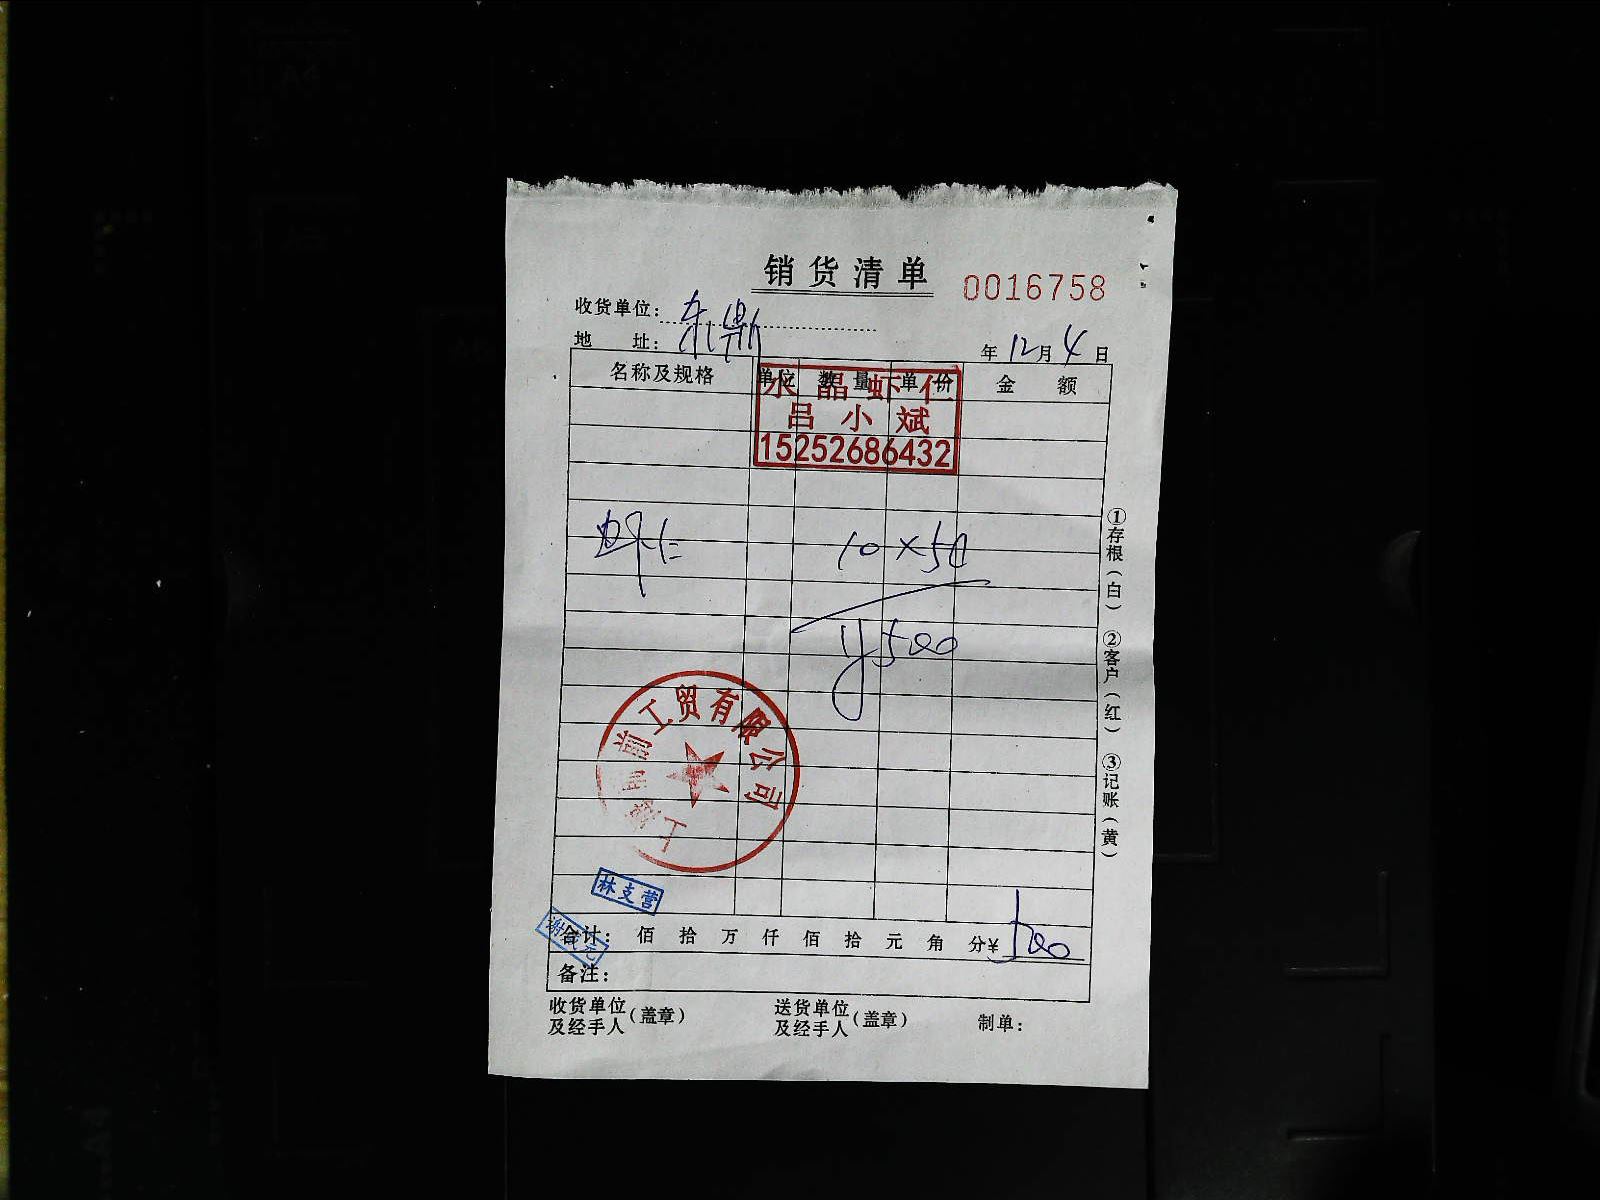 销货清单 0016758
收货单位： 东鼎
地 址： 年 12月 4 日
名称及规格 单位 数量 单价 金额
水晶虾仁
吕小斌
15252686432
虾仁 10 × 50
¥500
工贸有限公司
林支营
合计： 佰 拾 万 仟 佰 拾 元 角 分¥ 500
备注：
收货单位及经手人（盖章） 送货单位及经手人（盖章） 制单：
①存根（白） ②客户（红） ③记账（黄）